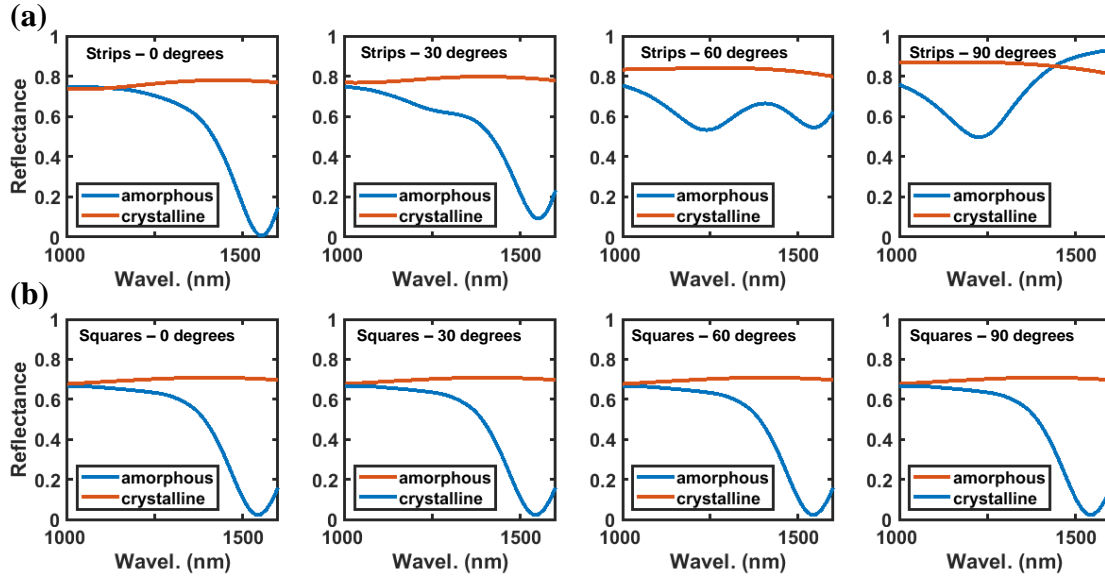 (a)
Strips – 0 degrees
Strips – 30 degrees
Strips – 60 degrees
Strips – 90 degrees
Reflectance
1
0.8
0.6
0.4
0.2
0
amorphous
crystalline
1000
1500
Wavel. (nm)
1
0.8
0.6
0.4
0.2
0
amorphous
crystalline
1000
1500
Wavel. (nm)
1
0.8
0.6
0.4
0.2
0
amorphous
crystalline
1000
1500
Wavel. (nm)
1
0.8
0.6
0.4
0.2
0
amorphous
crystalline
1000
1500
Wavel. (nm)
(b)
Squares – 0 degrees
Squares – 30 degrees
Squares – 60 degrees
Squares – 90 degrees
Reflectance
1
0.8
0.6
0.4
0.2
0
amorphous
crystalline
1000
1500
Wavel. (nm)
1
0.8
0.6
0.4
0.2
0
amorphous
crystalline
1000
1500
Wavel. (nm)
1
0.8
0.6
0.4
0.2
0
amorphous
crystalline
1000
1500
Wavel. (nm)
1
0.8
0.6
0.4
0.2
0
amorphous
crystalline
1000
1500
Wavel. (nm)